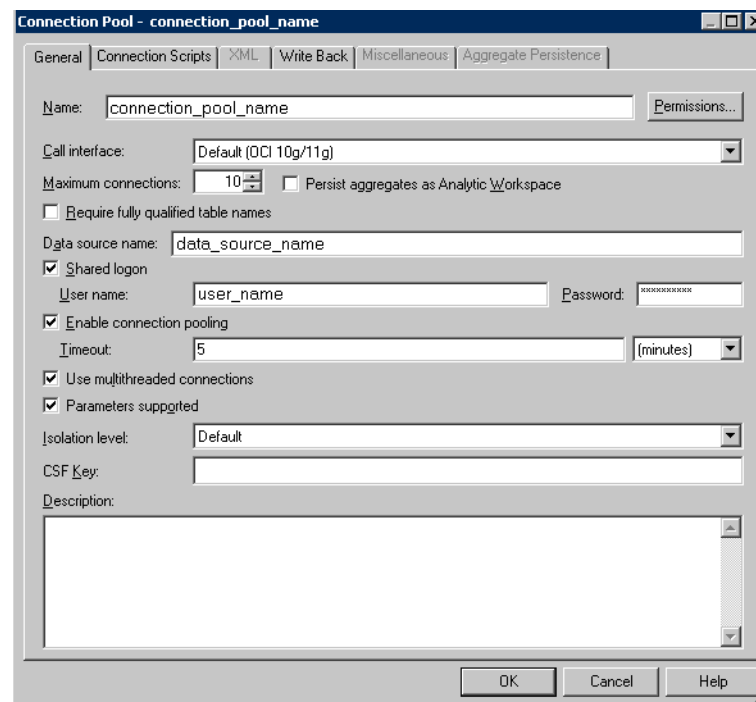 Connection Pool - connection_pool_name
General Connection Scripts XML Write Back Miscellaneous Aggregate Persistence
Name: connection_pool_name Permissions...
Call interface: Default (OCI 10g/11g)
Maximum connections: 10 Persist aggregates as Analytic Workspace
Require fully qualified table names
Data source name: data_source_name
Shared logon
User name: user_name Password: **********
Enable connection pooling
Timeout: 5 (minutes)
Use multithreaded connections
Parameters supported
Isolation level: Default
CSF Key:
Description:
OK Cancel Help